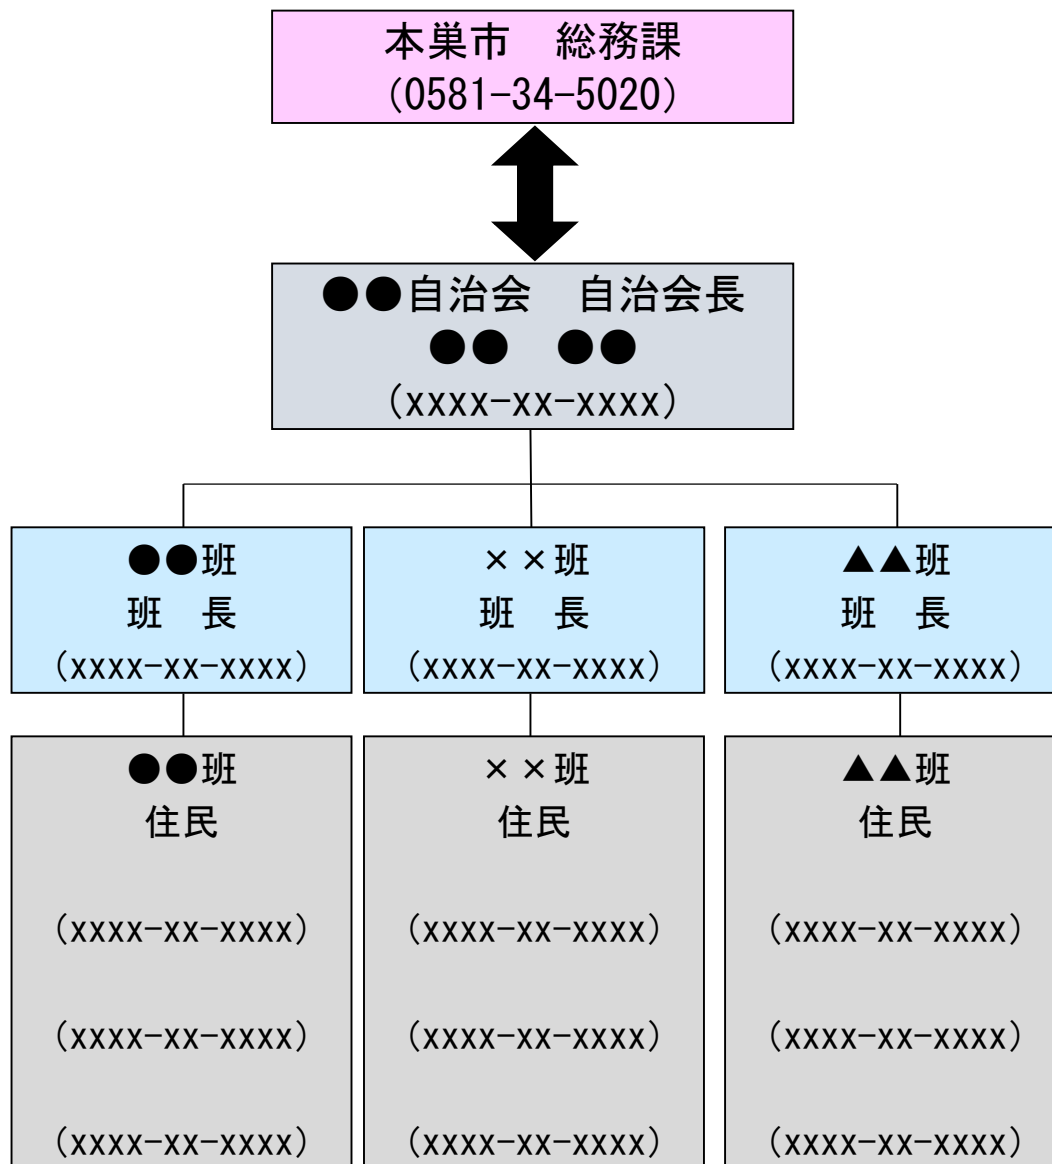 本巣市　総務課
（0581-34-5020）
●●自治会　自治会長
●●　●●
（xxxx-xx-xxxx）
●●班
班　長
（xxxx-xx-xxxx）
××班
班　長
（xxxx-xx-xxxx）
▲▲班
班　長
（xxxx-xx-xxxx）
●●班
住民
（xxxx-xx-xxxx）
（xxxx-xx-xxxx）
（xxxx-xx-xxxx）
××班
住民
（xxxx-xx-xxxx）
（xxxx-xx-xxxx）
（xxxx-xx-xxxx）
▲▲班
住民
（xxxx-xx-xxxx）
（xxxx-xx-xxxx）
（xxxx-xx-xxxx）